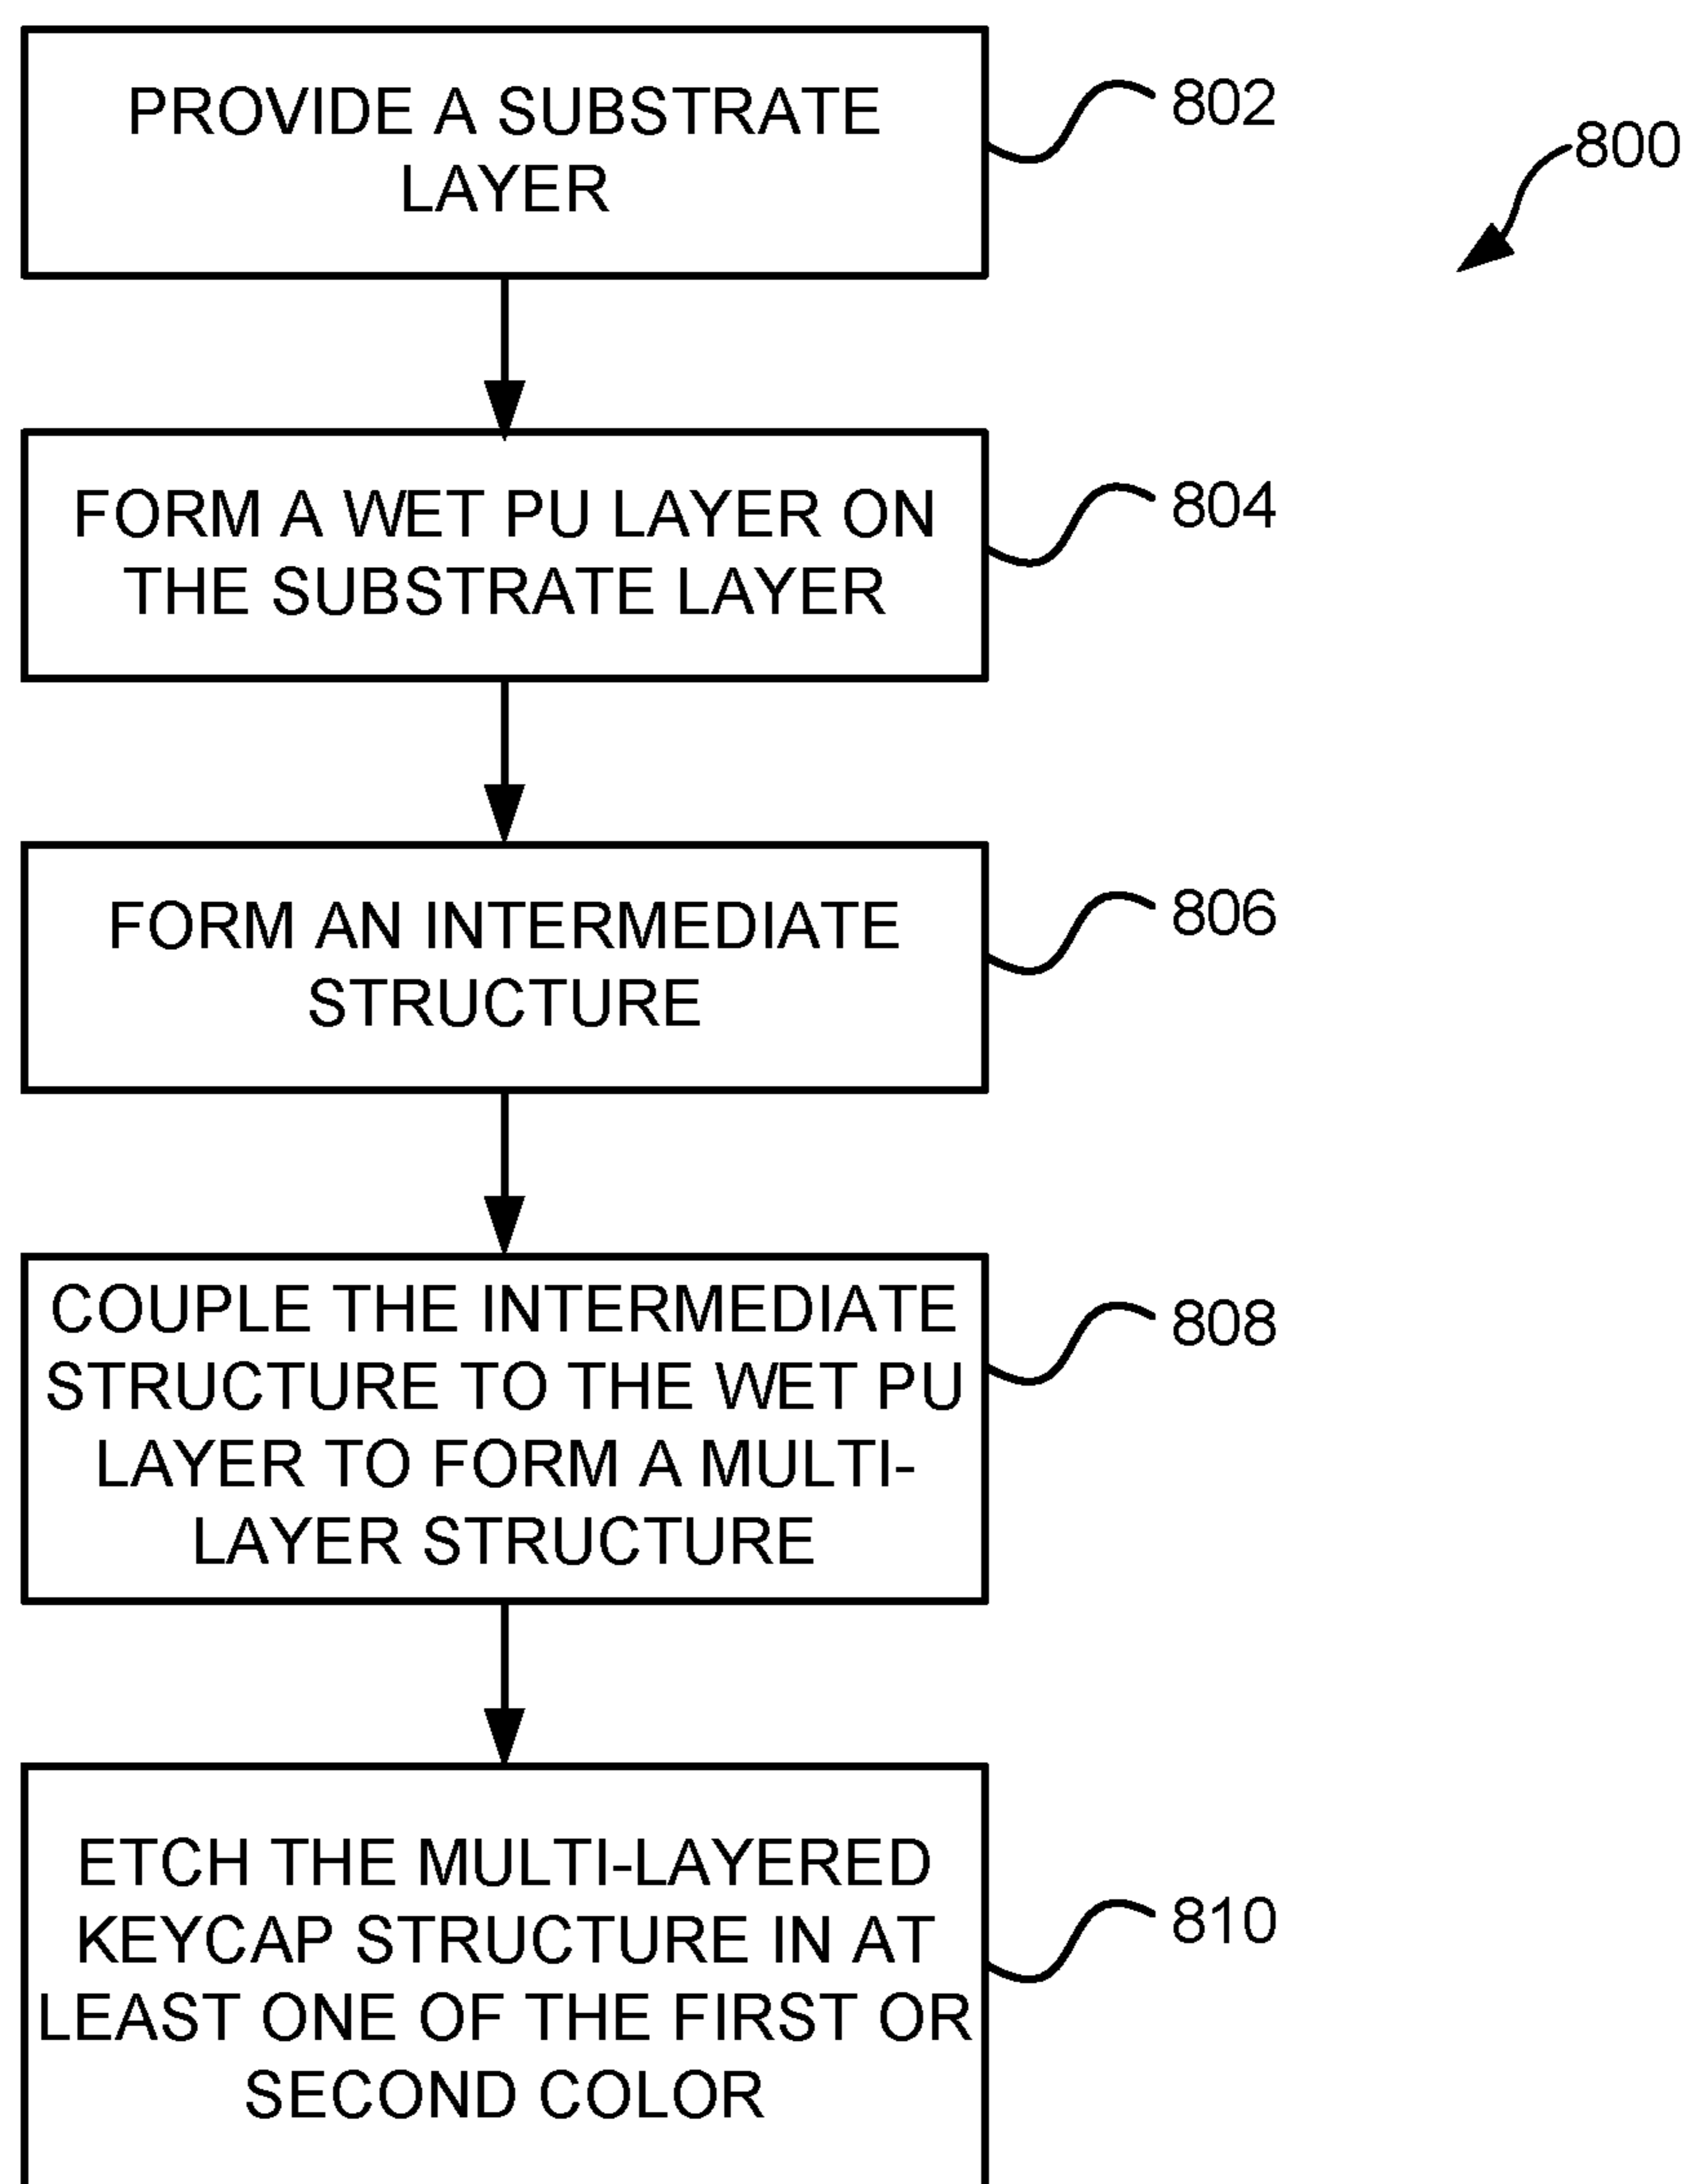 PROVIDE A SUBSTRATE
LAYER
802
800
FORM A WET PU LAYER ON
THE SUBSTRATE LAYER
804
FORM AN INTERMEDIATE
STRUCTURE
806
COUPLE THE INTERMEDIATE
STRUCTURE TO THE WET PU
LAYER TO FORM A MULTI-
LAYER STRUCTURE
808
ETCH THE MULTI-LAYERED
KEYCAP STRUCTURE IN AT
LEAST ONE OF THE FIRST OR
SECOND COLOR
810